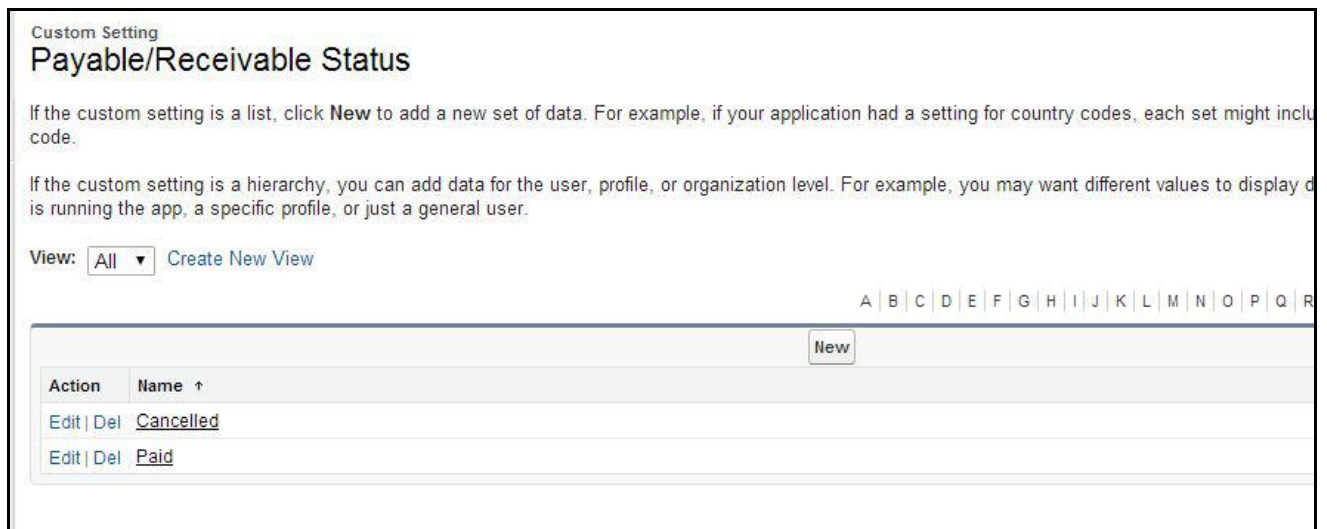 Custom Setting
Payable/Receivable Status
If the custom setting is a list, click New to add a new set of data. For example, if your application had a setting for country codes, each set might inclu
code.
If the custom setting is a hierarchy, you can add data for the user, profile, or organization level. For example, you may want different values to display d
is running the app, a specific profile, or just a general user.
View: All ▼ Create New View
A | B | C | D | E | F | G | H | I | J | K | L | M | N | O | P | Q | R
New
Action Name ↑
Edit | Del Cancelled
Edit | Del Paid